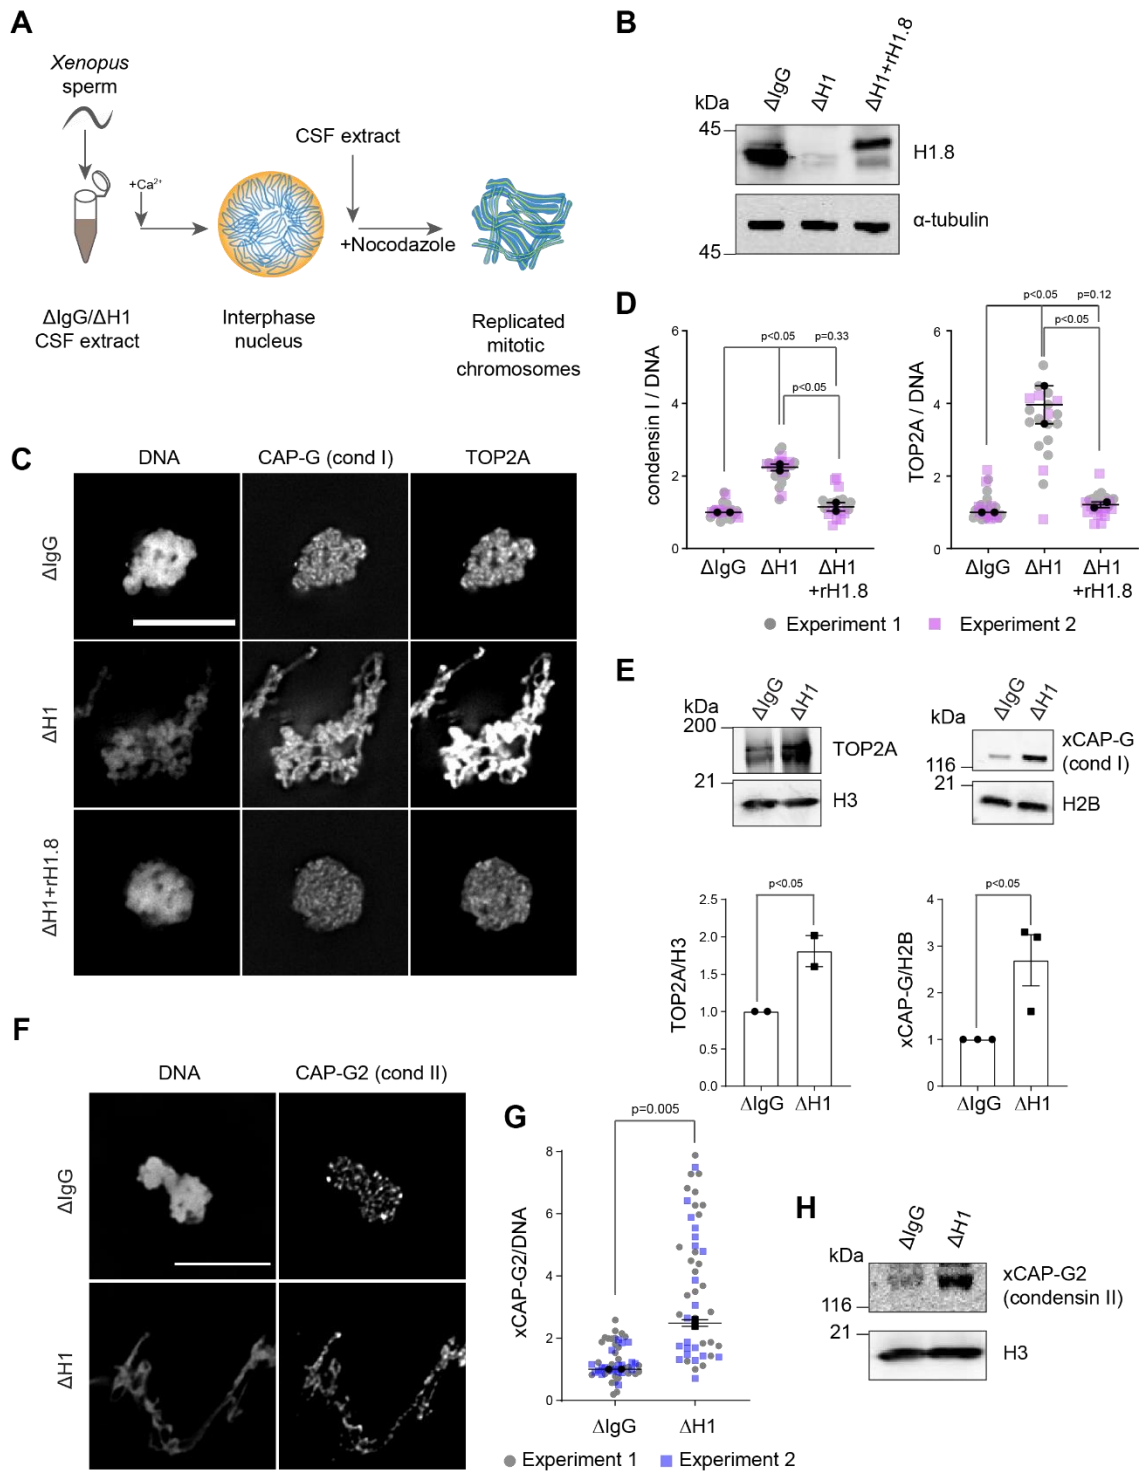 A
Xenopus
sperm
+Ca²⁺
CSF extract
+Nocodazole
ΔIgG/ΔH1
CSF extract
Interphase
nucleus
Replicated
mitotic
chromosomes
B
ΔIgG
ΔH1
ΔH1+rH1.8
kDa
45
H1.8
α-tubulin
45
C
DNA
CAP-G (cond I)
TOP2A
ΔIgG
ΔH1
ΔH1+rH1.8
D
condensin I / DNA
6
4
2
0
p<0.05
p=0.33
p<0.05
ΔIgG
ΔH1
ΔH1
+rH1.8
TOP2A / DNA
6
4
2
0
p<0.05
p=0.12
p<0.05
ΔIgG
ΔH1
ΔH1
+rH1.8
Experiment 1
Experiment 2
E
kDa
ΔIgG
ΔH1
200
TOP2A
21
H3
kDa
ΔIgG
ΔH1
116
xCAP-G
(cond I)
21
H2B
TOP2A/H3
2.5
2.0
1.5
1.0
0.5
0.0
p<0.05
ΔIgG
ΔH1
xCAP-G/H2B
4
3
2
1
0
p<0.05
ΔIgG
ΔH1
F
DNA
CAP-G2 (cond II)
ΔIgG
ΔH1
G
p=0.005
xCAP-G2/DNA
8
6
4
2
0
ΔIgG
ΔH1
Experiment 1
Experiment 2
H
ΔIgG
ΔH1
kDa
116
xCAP-G2
(condensin II)
21
H3